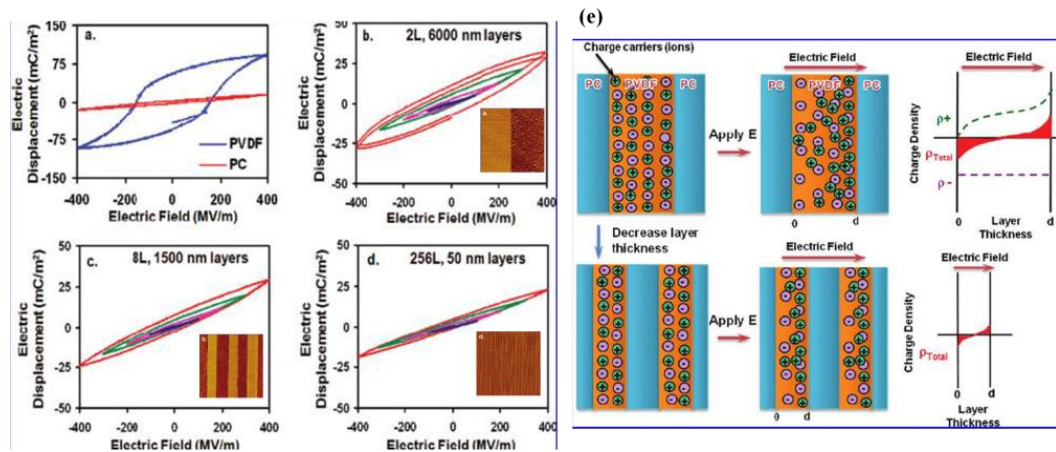 (e)
150
75
0
-75
-150
Electric
Displacement (mC/m²)
a.
PVDF
PC
-400
-200
0
200
400
Electric Field (MV/m)
50
25
0
-25
-50
Electric
Displacement (mC/m²)
b.
2L, 6000 nm layers
-400
-200
0
200
400
Electric Field (MV/m)
50
25
0
-25
-50
Electric
Displacement (mC/m²)
c.
8L, 1500 nm layers
-400
-200
0
200
400
Electric Field (MV/m)
50
25
0
-25
-50
Electric
Displacement (mC/m²)
d.
256L, 50 nm layers
-400
-200
0
200
400
Electric Field (MV/m)
Charge carriers (ions)
PC
PVDF
PC
Apply E
Electric Field
PC
PVDF
PC
0
d
Electric Field
Charge Density
ρ+
ρTotal
ρ-
0
d
Layer
Thickness
Decrease layer
thickness
Apply E
Electric Field
0
d
Electric Field
Charge Density
ρTotal
0
d
Layer
Thickness